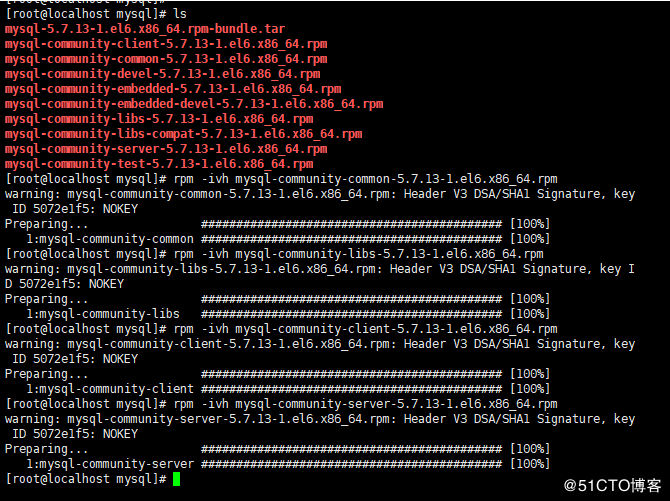 [root@localhost mysql]# ls
mysql-5.7.13-1.el6.x86_64.rpm-bundle.tar
mysql-community-client-5.7.13-1.el6.x86_64.rpm
mysql-community-common-5.7.13-1.el6.x86_64.rpm
mysql-community-devel-5.7.13-1.el6.x86_64.rpm
mysql-community-embedded-5.7.13-1.el6.x86_64.rpm
mysql-community-embedded-devel-5.7.13-1.el6.x86_64.rpm
mysql-community-libs-5.7.13-1.el6.x86_64.rpm
mysql-community-libs-compat-5.7.13-1.el6.x86_64.rpm
mysql-community-server-5.7.13-1.el6.x86_64.rpm
mysql-community-test-5.7.13-1.el6.x86_64.rpm
[root@localhost mysql]# rpm -ivh mysql-community-common-5.7.13-1.el6.x86_64.rpm
warning: mysql-community-common-5.7.13-1.el6.x86_64.rpm: Header V3 DSA/SHA1 Signature, key
 ID 5072e1f5: NOKEY
Preparing...                ########################################### [100%]
   1:mysql-community-common ########################################### [100%]
[root@localhost mysql]# rpm -ivh mysql-community-libs-5.7.13-1.el6.x86_64.rpm
warning: mysql-community-libs-5.7.13-1.el6.x86_64.rpm: Header V3 DSA/SHA1 Signature, key I
D 5072e1f5: NOKEY
Preparing...                ########################################### [100%]
   1:mysql-community-libs   ########################################### [100%]
[root@localhost mysql]# rpm -ivh mysql-community-client-5.7.13-1.el6.x86_64.rpm
warning: mysql-community-client-5.7.13-1.el6.x86_64.rpm: Header V3 DSA/SHA1 Signature, key
 ID 5072e1f5: NOKEY
Preparing...                ########################################### [100%]
   1:mysql-community-client ########################################### [100%]
[root@localhost mysql]# rpm -ivh mysql-community-server-5.7.13-1.el6.x86_64.rpm
warning: mysql-community-server-5.7.13-1.el6.x86_64.rpm: Header V3 DSA/SHA1 Signature, key
 ID 5072e1f5: NOKEY
Preparing...                ########################################### [100%]
   1:mysql-community-server ########################################### [100%]
[root@localhost mysql]#
@51CTO博客